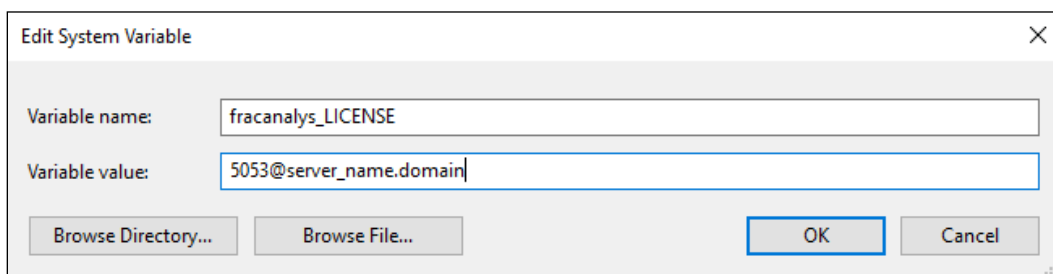 Edit System Variable
Variable name: fracanalys_LICENSE
Variable value: 5053@server_name.domain
Browse Directory... Browse File... OK Cancel